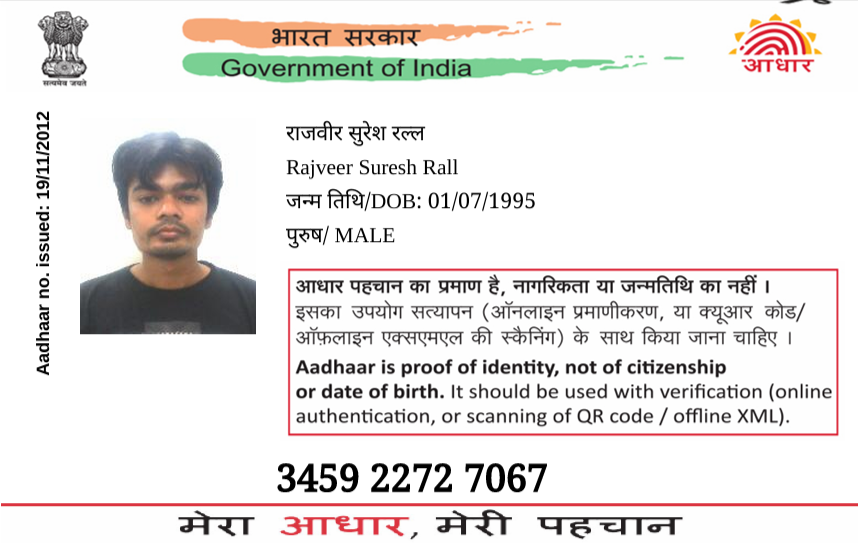 भारत सरकार
Government of India
सत्यमेव जयते
आधार
Aadhaar no. issued: 19/11/2012
राजवीर सुरेश रल्ल
Rajveer Suresh Rall
जन्म तिथि/DOB: 01/07/1995
पुरुष/ MALE
आधार पहचान का प्रमाण है, नागरिकता या जन्मतिथि का नहीं ।
इसका उपयोग सत्यापन (ऑनलाइन प्रमाणीकरण, या क्यूआर कोड/
ऑफ़लाइन एक्सएमएल की स्कैनिंग) के साथ किया जाना चाहिए ।
Aadhaar is proof of identity, not of citizenship
or date of birth. It should be used with verification (online
authentication, or scanning of QR code / offline XML).
3459 2272 7067
मेरा आधार, मेरी पहचान